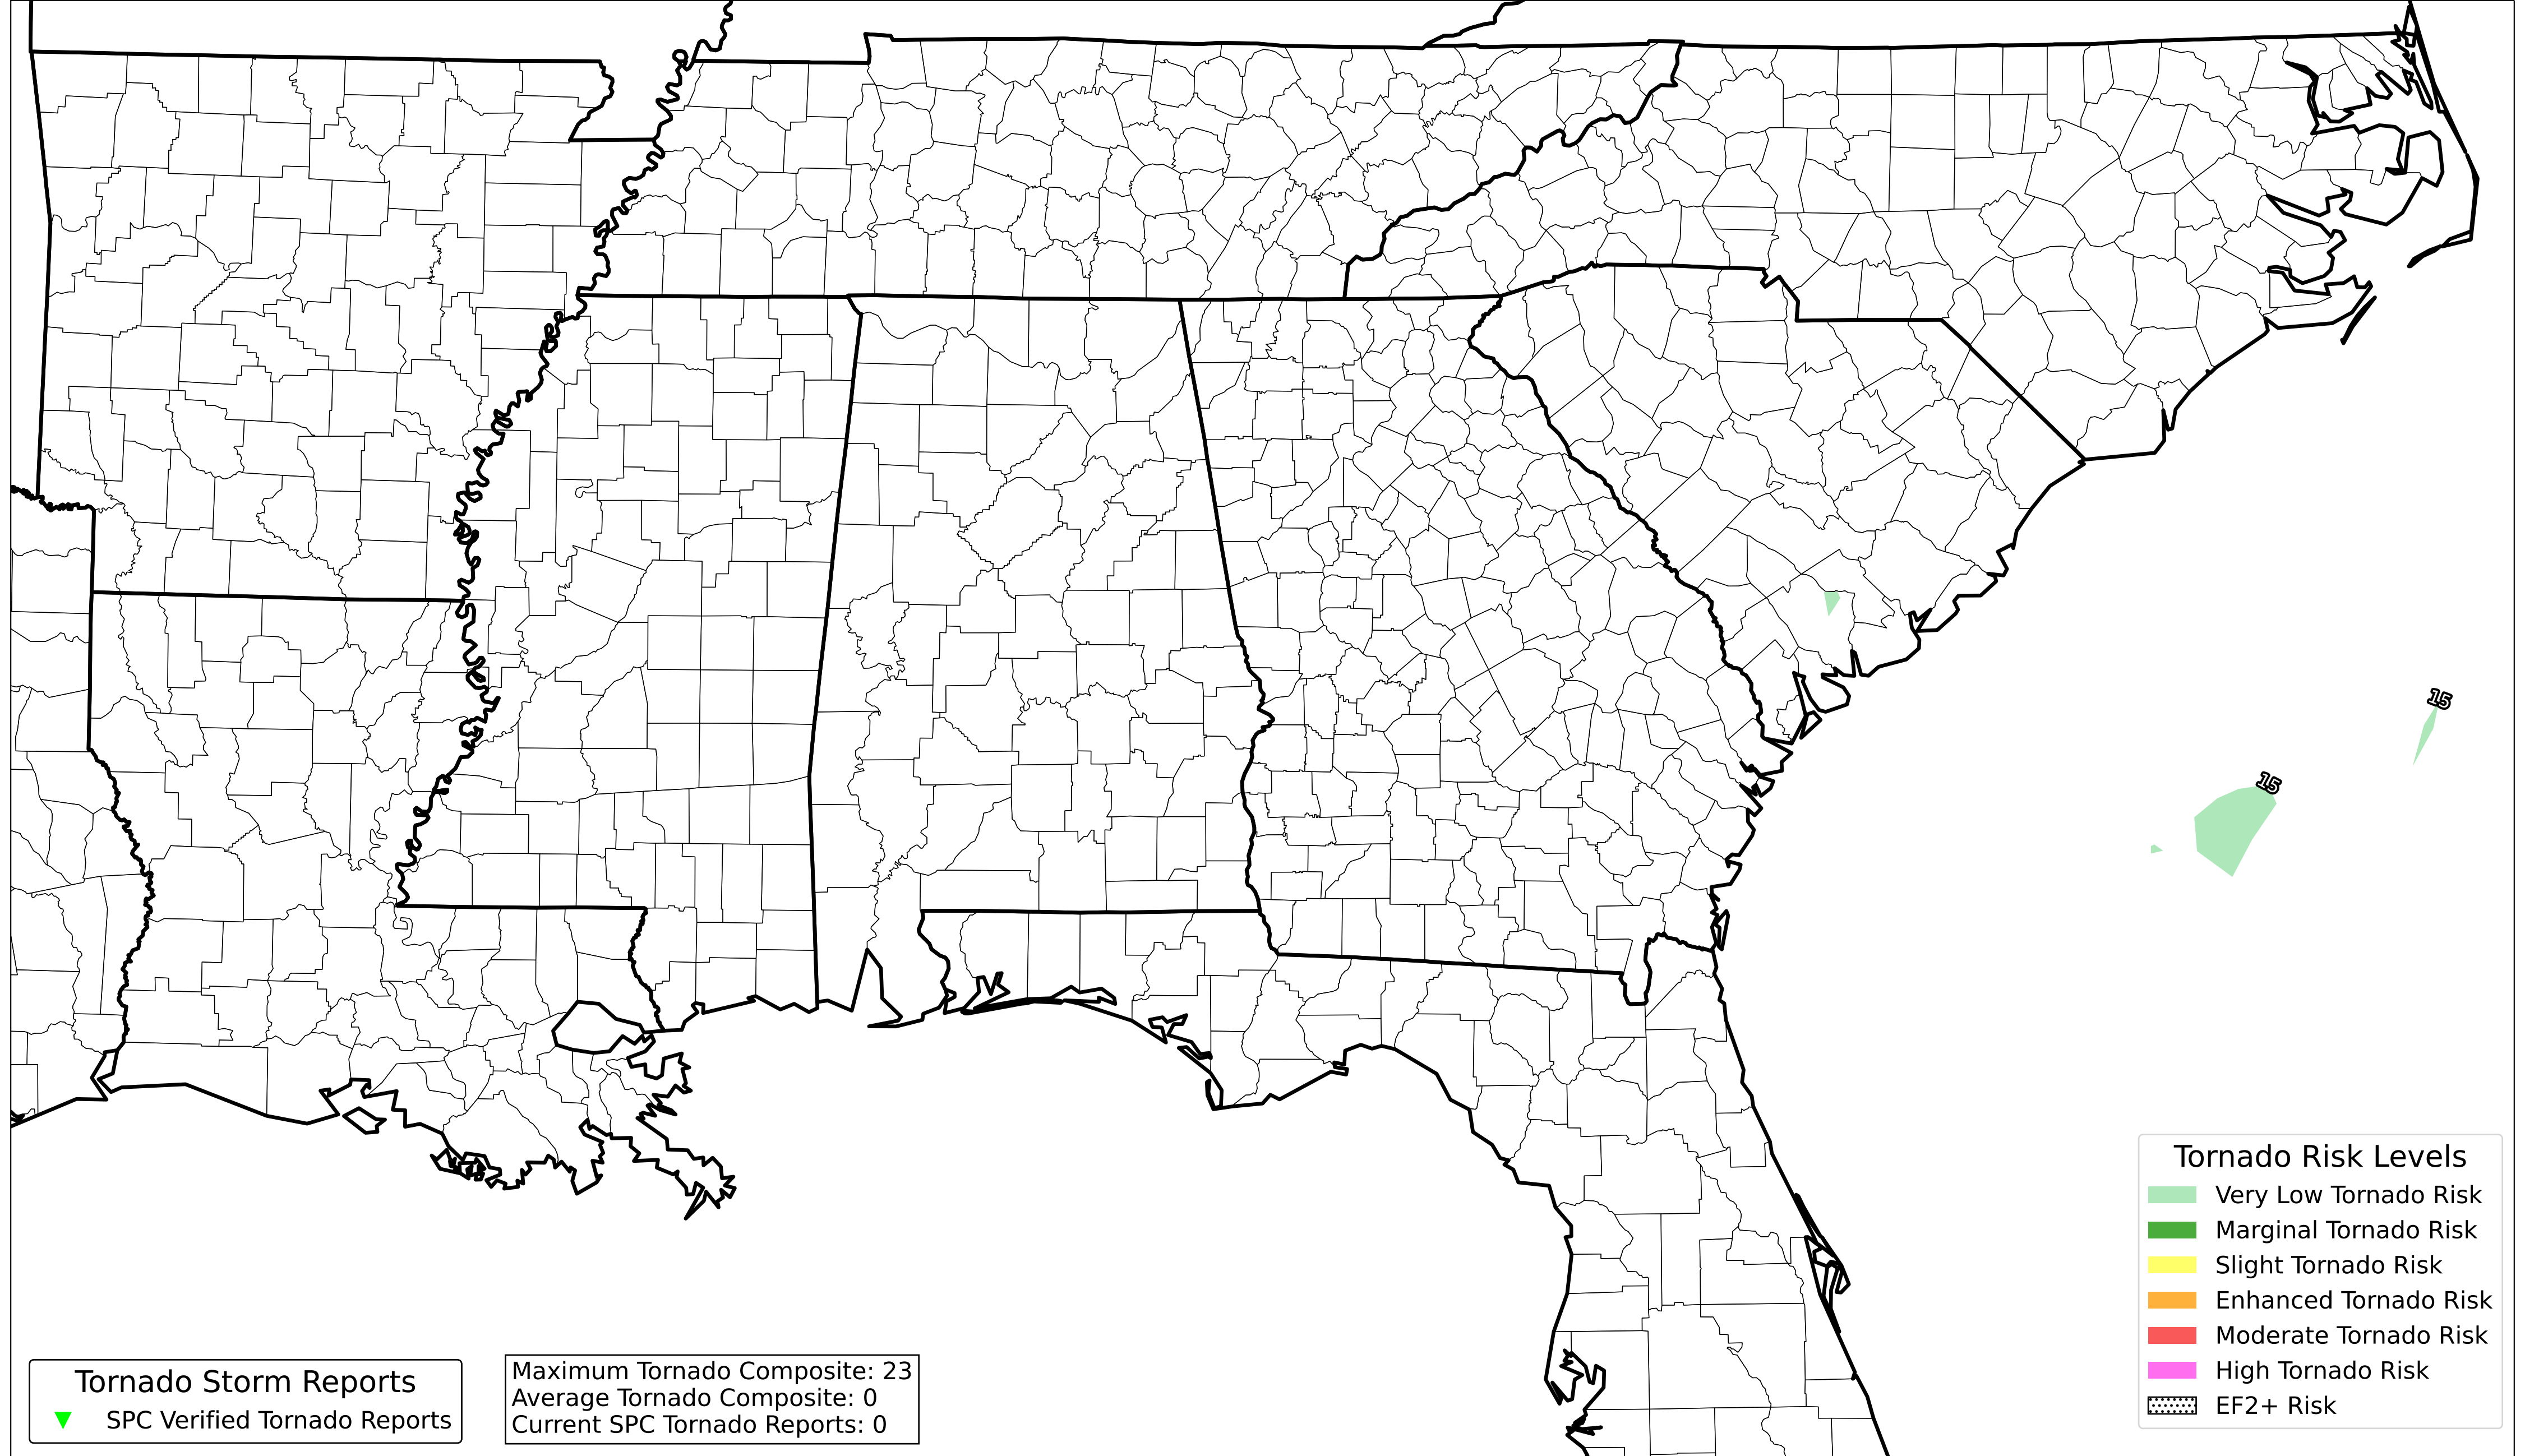 15
15
Tornado Risk Levels
Very Low Tornado Risk
Marginal Tornado Risk
Slight Tornado Risk
Enhanced Tornado Risk
Moderate Tornado Risk
High Tornado Risk
EF2+ Risk
Tornado Storm Reports
SPC Verified Tornado Reports
Maximum Tornado Composite: 23
Average Tornado Composite: 0
Current SPC Tornado Reports: 0